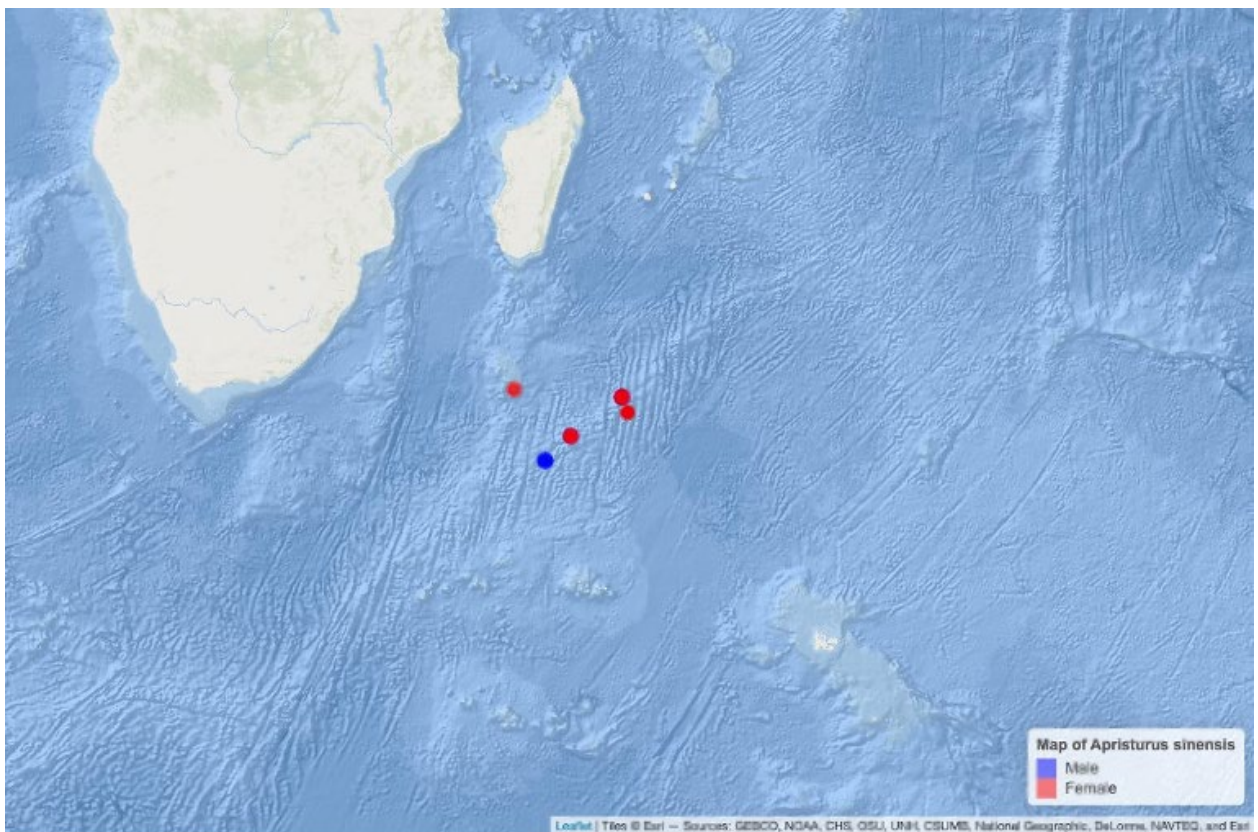 Map of Apristurus sinensis
Male
Female
Leaflet | Tiles © Esri — Sources: GEBCO, NOAA, CHS, OSU, UNH, CSUMB, National Geographic, DeLorme, NAVTEQ, and Esri